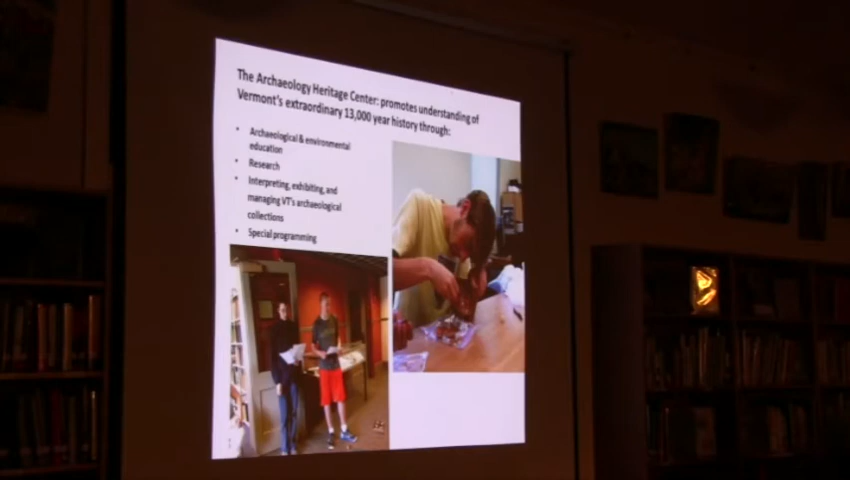 The Archaeology Heritage Center: promotes understanding of
Vermont's extraordinary 13,000 year history through:
• Archaeological & environmental
education
• Research
• Interpreting, exhibiting, and
managing VT's archaeological
collections
• Special programming